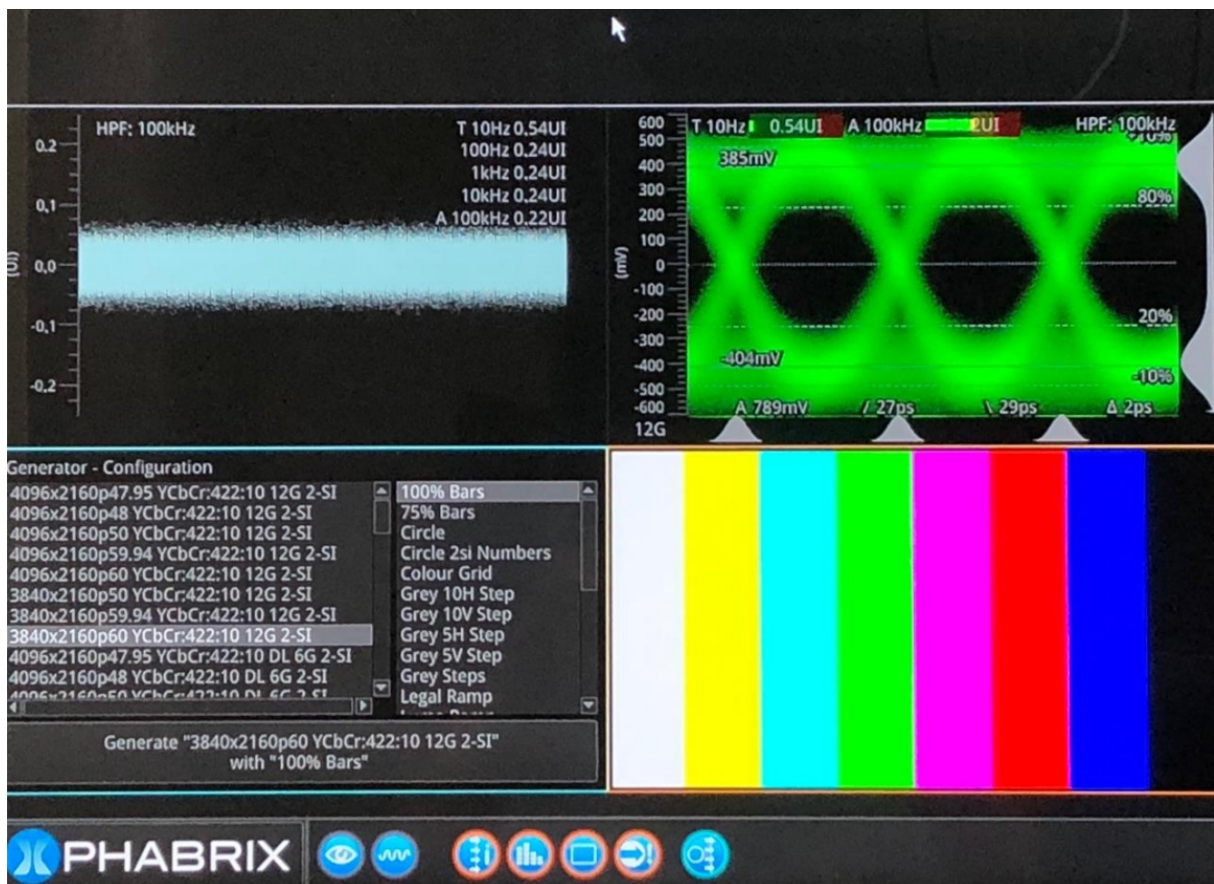 HPF: 100kHz
T 10Hz 0.54UI
100Hz 0.24UI
1kHz 0.24UI
10kHz 0.24UI
A 100kHz 0.22UI
0.2
0.1
0.0
-0.1
-0.2
(UI)
T 10Hz 0.54UI A 100kHz 2UI HPF: 100kHz
+10%
600
500
400
300
200
100
0
-100
-200
-300
-400
-500
-600
(mV)
385mV
80%
20%
-404mV
-10%
A 789mV / 27ps \ 29ps Δ 2ps
12G
Generator - Configuration
4096x2160p47.95 YCbCr:422:10 12G 2-SI
4096x2160p48 YCbCr:422:10 12G 2-SI
4096x2160p50 YCbCr:422:10 12G 2-SI
4096x2160p59.94 YCbCr:422:10 12G 2-SI
4096x2160p60 YCbCr:422:10 12G 2-SI
3840x2160p50 YCbCr:422:10 12G 2-SI
3840x2160p59.94 YCbCr:422:10 12G 2-SI
3840x2160p60 YCbCr:422:10 12G 2-SI
4096x2160p47.95 YCbCr:422:10 DL 6G 2-SI
4096x2160p48 YCbCr:422:10 DL 6G 2-SI
4096x2160p50 YCbCr:422:10 DL 6G 2-SI
100% Bars
75% Bars
Circle
Circle 2si Numbers
Colour Grid
Grey 10H Step
Grey 10V Step
Grey 5H Step
Grey 5V Step
Grey Steps
Legal Ramp
Generate "3840x2160p60 YCbCr:422:10 12G 2-SI"
with "100% Bars"
PHABRIX